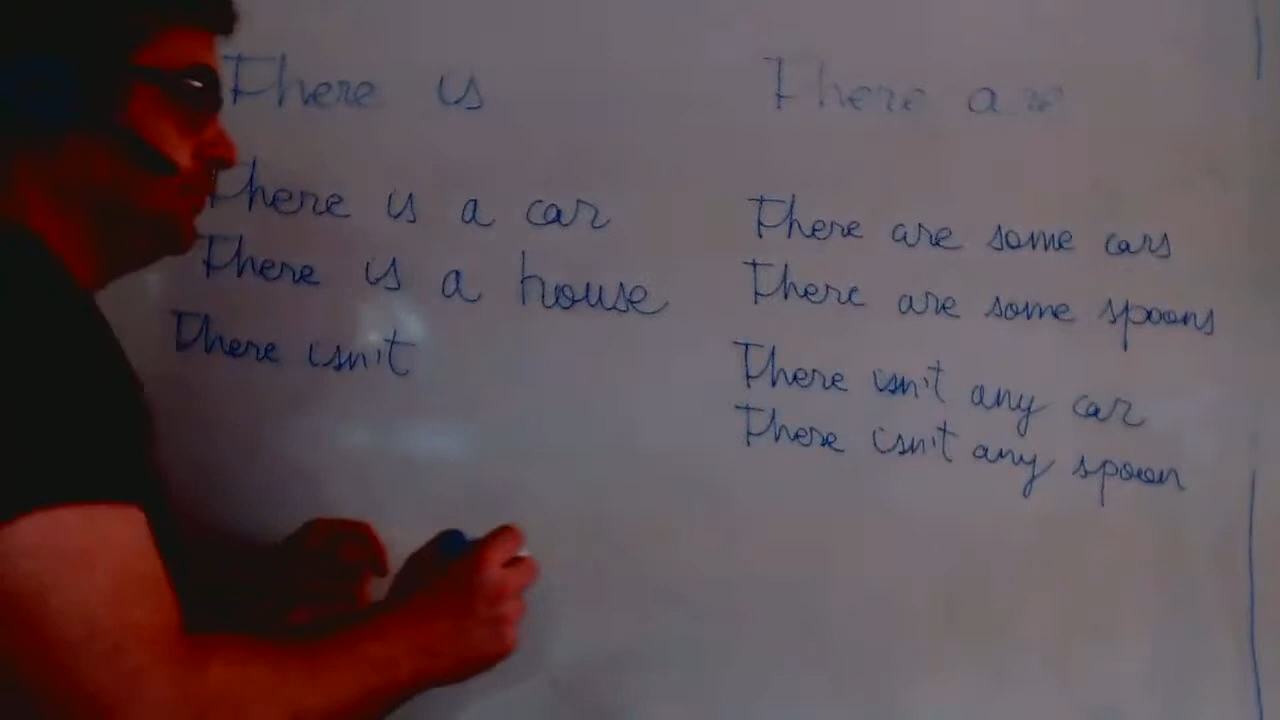 There is
There is a car
There is a house
There isn't
There are
There are some cars
There are some spoons
There isn't any car
There isn't any spoon